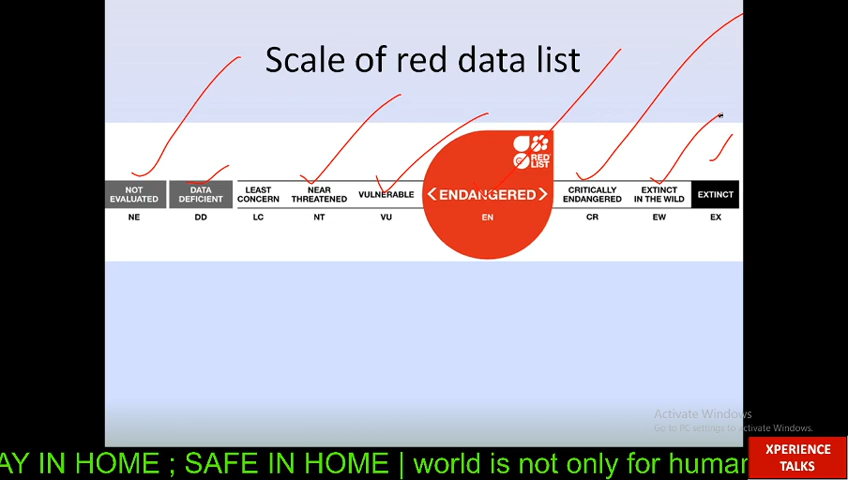 Scale of red data list
RED
LIST
NOT
EVALUATED
DATA
DEFICIENT
LEAST
CONCERN
NEAR
THREATENED
VULNERABLE
<ENDANGERED>
CRITICALLY
ENDANGERED
EXTINCT
IN THE WILD
EXTINCT
NE
DD
LC
NT
VU
EN
CR
EW
EX
Activate Windows
Go to PC settings to activate Windows.
AY IN HOME ; SAFE IN HOME | world is not only for human
XPERIENCE
TALKS